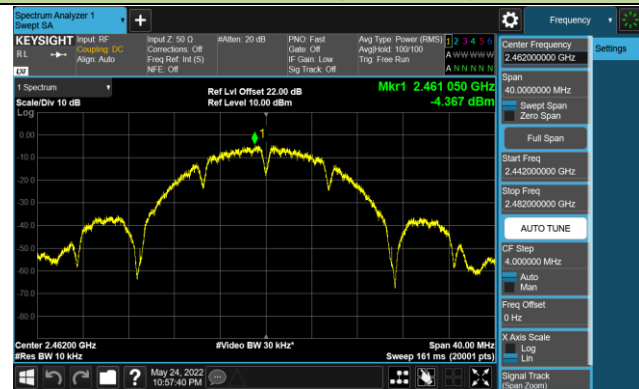 Spectrum Analyzer 1
Swept SA
Frequency
KEYSIGHT
RL
LXI
Input: RF
Coupling: DC
Align: Auto
Input Z: 50 Ω
Corrections: Off
Freq Ref: Int (S)
NFE: Off
#Atten: 20 dB
PNO: Fast
Gate: Off
IF Gain: Low
Sig Track: Off
Avg Type: Power (RMS)
Avg|Hold: 100/100
Trig: Free Run
1 2 3 4 5 6
A W W W W W
A N N N N N
1 Spectrum
Scale/Div 10 dB
Log
Ref Lvl Offset 22.00 dB
Ref Level 10.00 dBm
Mkr1 2.461 050 GHz
-4.367 dBm
1
0.00
-10.0
-20.0
-30.0
-40.0
-50.0
-60.0
-70.0
-80.0
Center 2.46200 GHz
#Res BW 10 kHz
#Video BW 30 kHz*
Span 40.00 MHz
Sweep 161 ms (20001 pts)
May 24, 2022
10:57:40 PM
Center Frequency
2.462000000 GHz
Settings
Span
40.0000000 MHz
Swept Span
Zero Span
Full Span
Start Freq
2.442000000 GHz
Stop Freq
2.482000000 GHz
AUTO TUNE
CF Step
4.000000 MHz
Auto
Man
Freq Offset
0 Hz
X Axis Scale
Log
Lin
Signal Track
(Span Zoom)